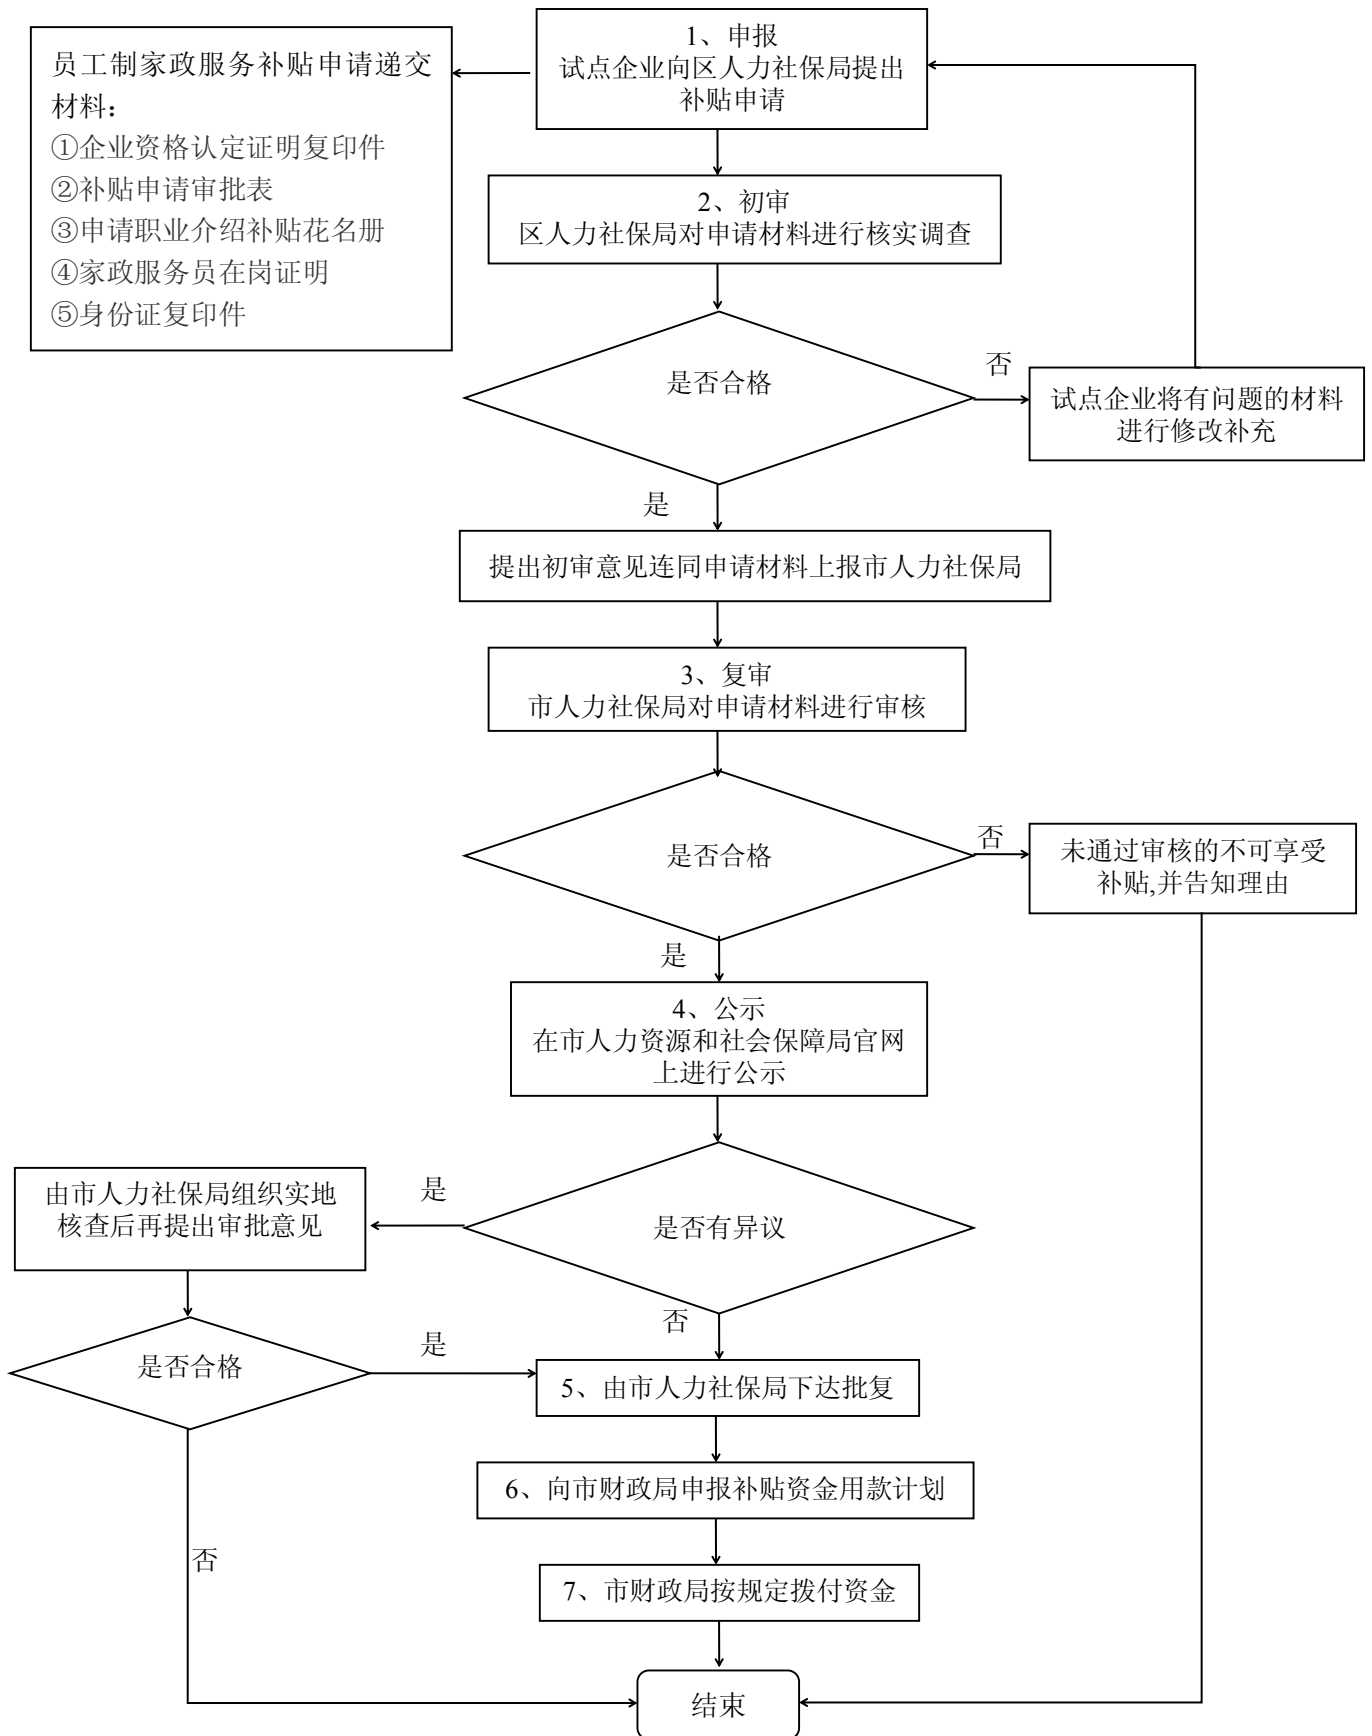 员工制家政服务补贴申请递交
材料：
①企业资格认定证明复印件
②补贴申请审批表
③申请职业介绍补贴花名册
④家政服务员在岗证明
⑤身份证复印件
1、申报
试点企业向区人力社保局提出
补贴申请
2、初审
区人力社保局对申请材料进行核实调查
是否合格
否
试点企业将有问题的材料
进行修改补充
是
提出初审意见连同申请材料上报市人力社保局
3、复审
市人力社保局对申请材料进行审核
是否合格
否
未通过审核的不可享受
补贴,并告知理由
是
4、公示
在市人力资源和社会保障局官网
上进行公示
是否有异议
是
由市人力社保局组织实地
核查后再提出审批意见
否
是否合格
是
5、由市人力社保局下达批复
6、向市财政局申报补贴资金用款计划
否
7、市财政局按规定拨付资金
结束